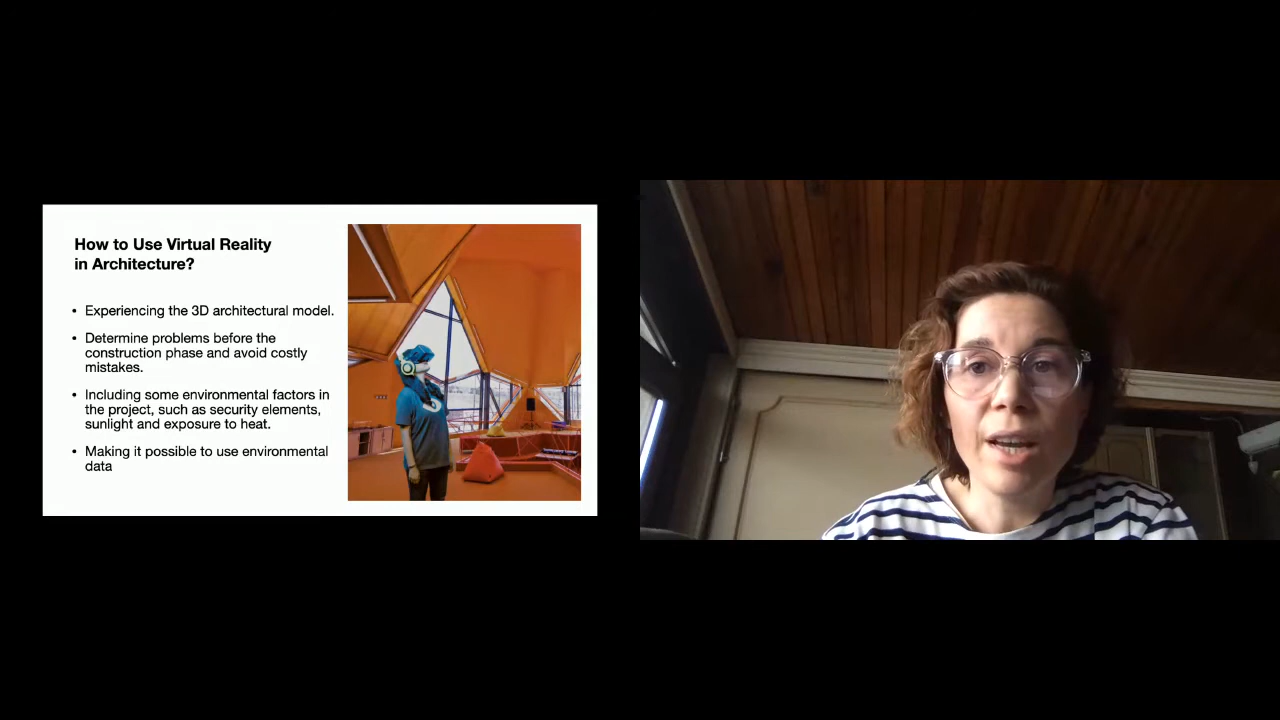 How to Use Virtual Reality
in Architecture?
• Experiencing the 3D architectural model.
• Determine problems before the
construction phase and avoid costly
mistakes.
• Including some environmental factors in
the project, such as security elements,
sunlight and exposure to heat.
• Making it possible to use environmental
data